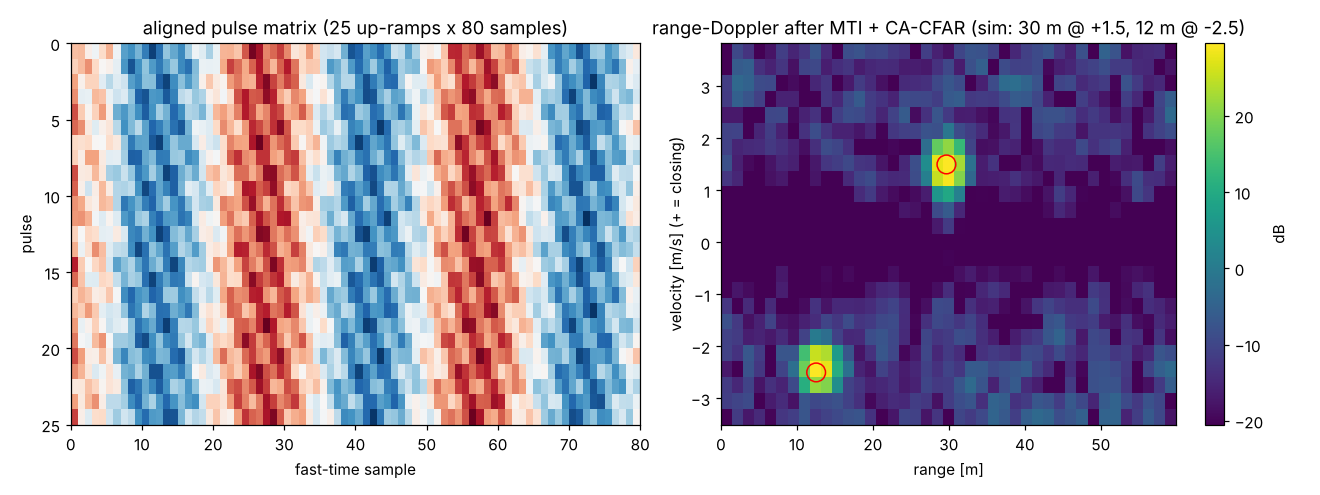 aligned pulse matrix (25 up-ramps x 80 samples)
0
5
10
15
20
25
pulse
0 10 20 30 40 50 60 70 80
fast-time sample
range-Doppler after MTI + CA-CFAR (sim: 30 m @ +1.5, 12 m @ -2.5)
3
2
1
0
−1
−2
−3
velocity [m/s] (+ = closing)
0 10 20 30 40 50
range [m]
20
10
0
−10
−20
dB